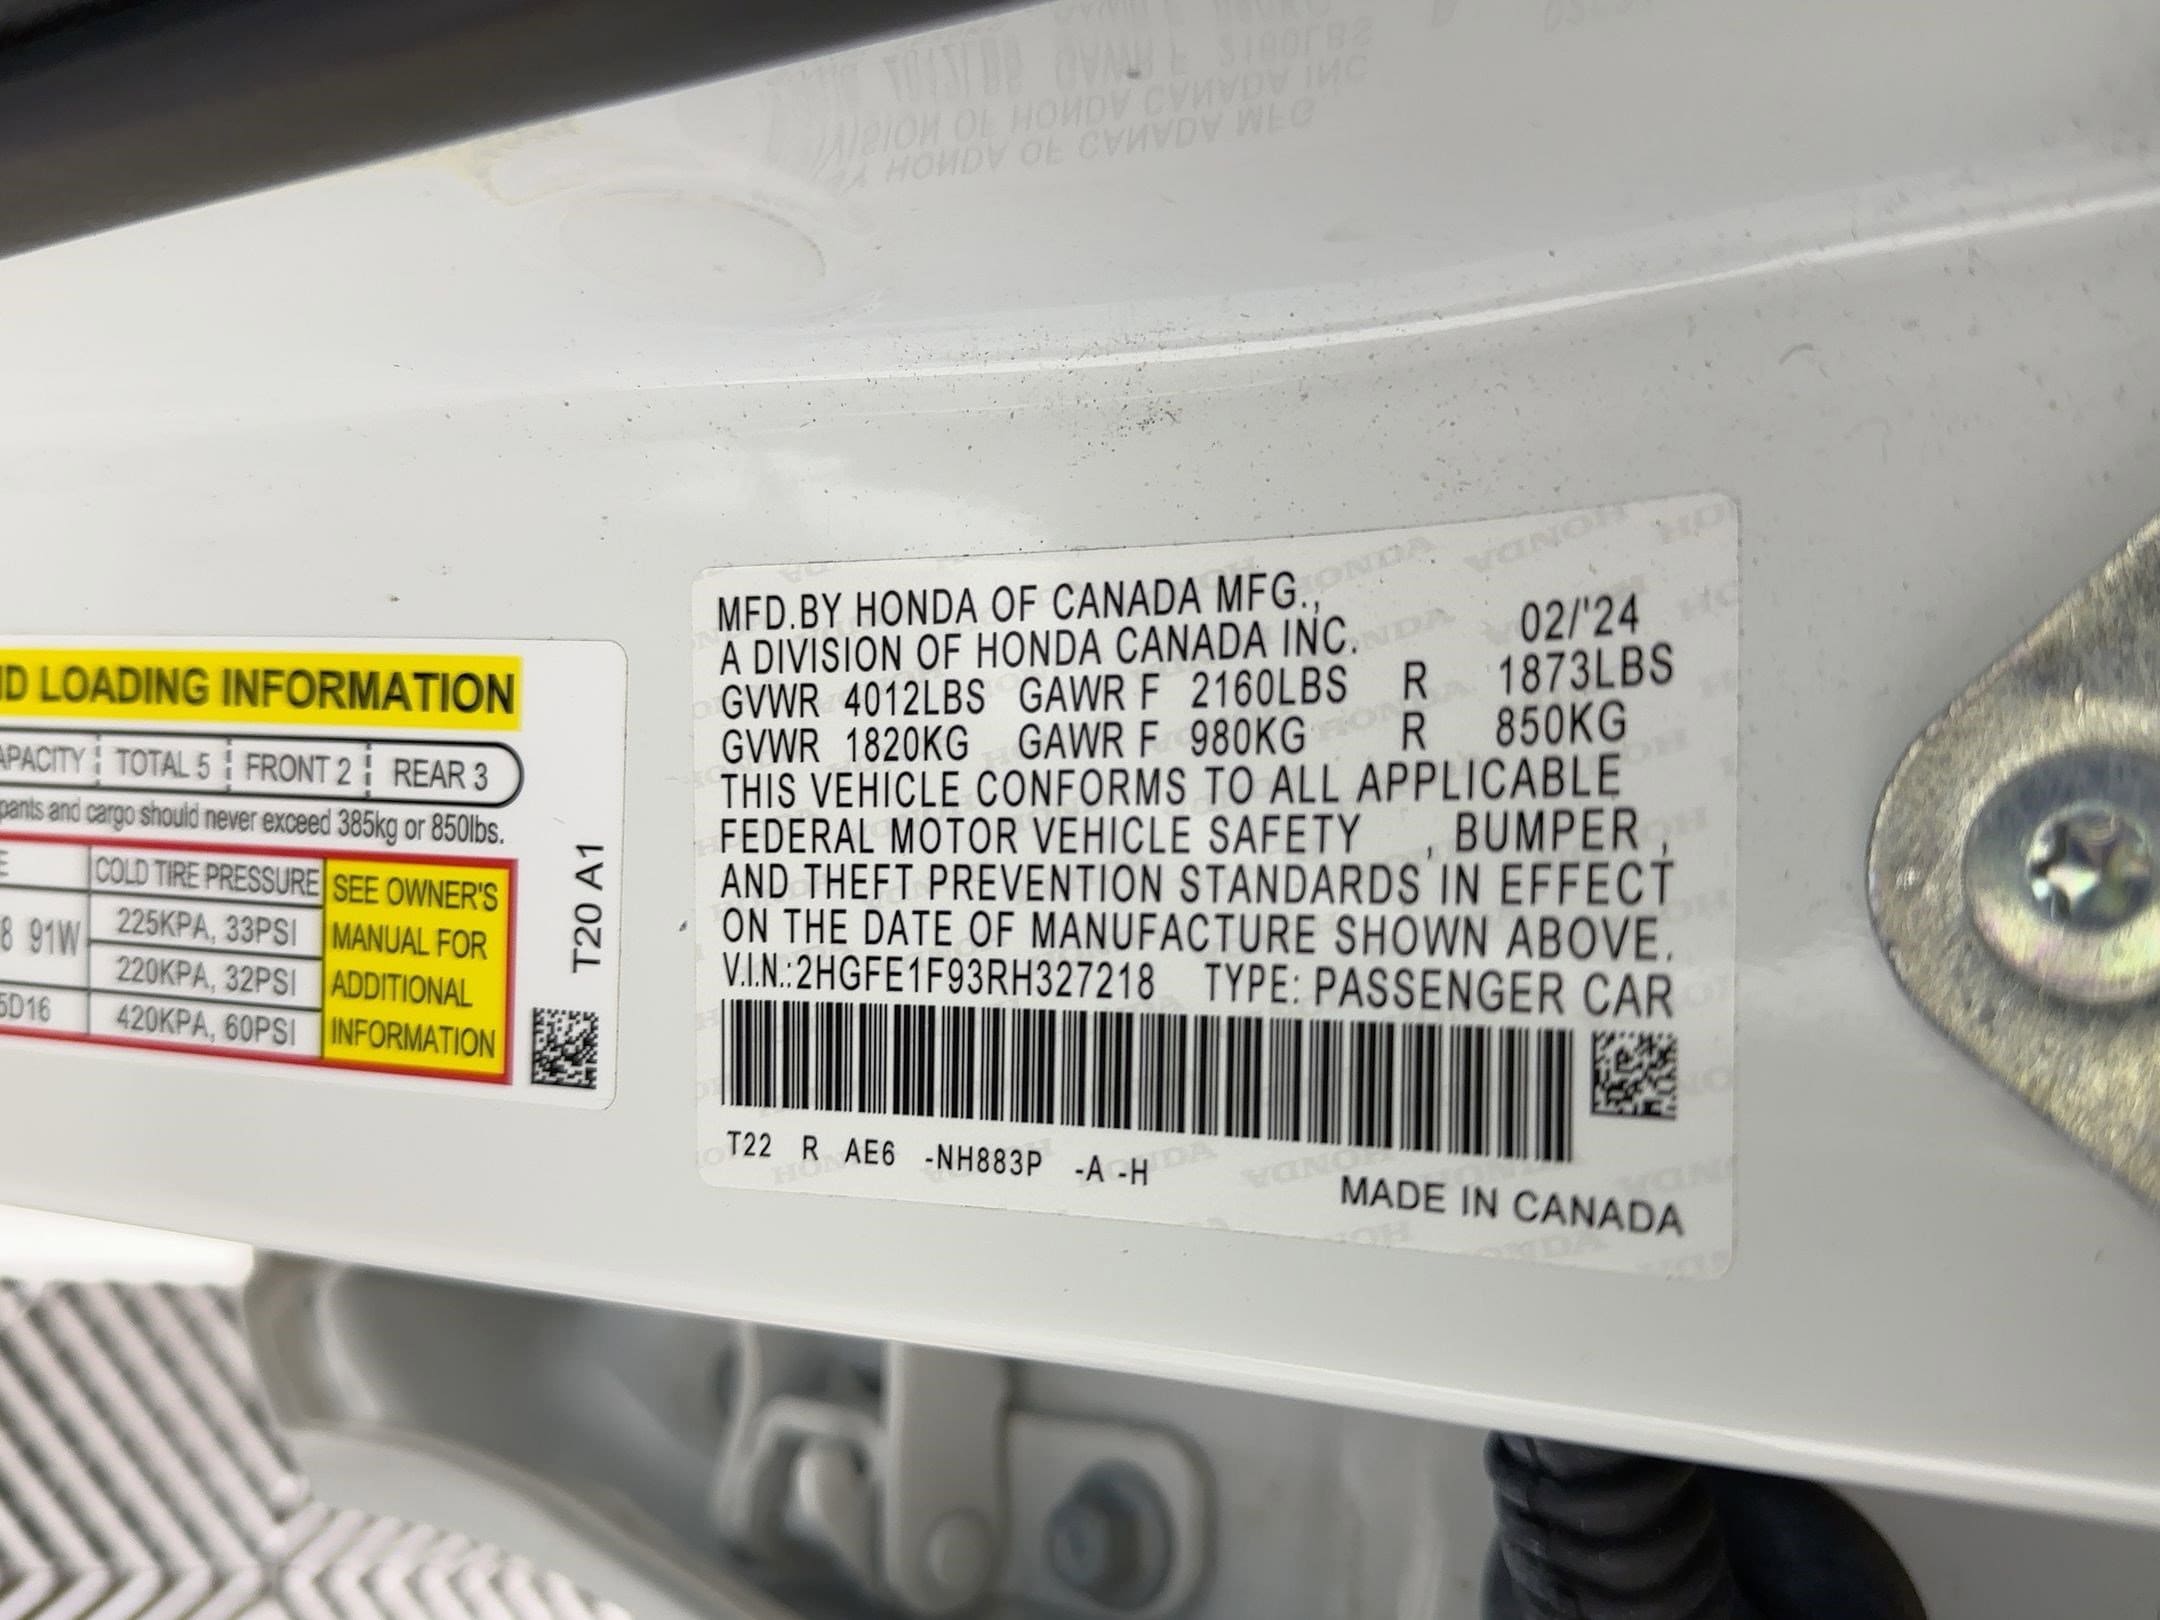 ND LOADING INFORMATION
APACITY TOTAL 5 FRONT 2 REAR 3
pants and cargo should never exceed 385kg or 850lbs.
E COLD TIRE PRESSURE
8 91W 225KPA, 33PSI
220KPA, 32PSI
5D16 420KPA, 60PSI
SEE OWNER'S
MANUAL FOR
ADDITIONAL
INFORMATION
T20 A1
MFD.BY HONDA OF CANADA MFG.,
A DIVISION OF HONDA CANADA INC. 02/'24
GVWR 4012LBS GAWR F 2160LBS R 1873LBS
GVWR 1820KG GAWR F 980KG R 850KG
THIS VEHICLE CONFORMS TO ALL APPLICABLE
FEDERAL MOTOR VEHICLE SAFETY , BUMPER ,
AND THEFT PREVENTION STANDARDS IN EFFECT
ON THE DATE OF MANUFACTURE SHOWN ABOVE.
V.I.N.:2HGFE1F93RH327218 TYPE: PASSENGER CAR
T22 R AE6 -NH883P -A -H
MADE IN CANADA